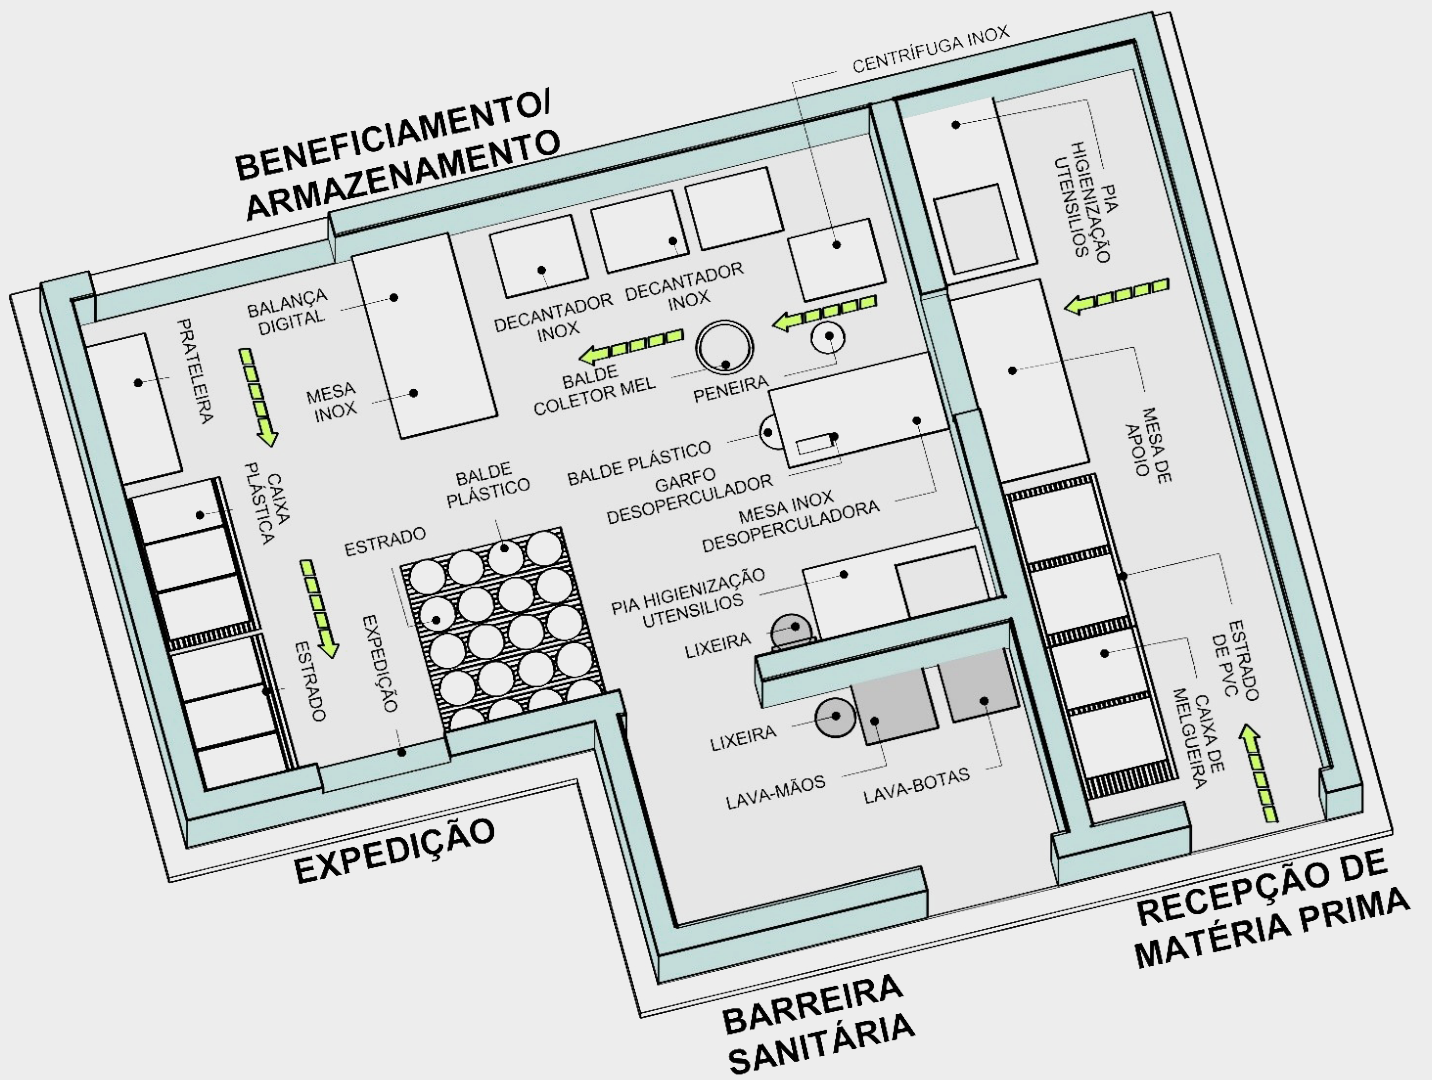 CENTRÍFUGA INOX
BENEFICIAMENTO/
ARMAZENAMENTO
PIA
HIGIENIZAÇÃO
UTENSILIOS
BALANÇA
DIGITAL
DECANTADOR
INOX
DECANTADOR
INOX
PRATELEIRA
MESA
INOX
BALDE
COLETOR MEL
PENEIRA
MESA DE
APOIO
CAIXA
PLÁSTICA
BALDE
PLÁSTICO
BALDE PLÁSTICO
GARFO
DESOPERCULADOR
MESA INOX
DESOPERCULADORA
ESTRADO
PIA HIGIENIZAÇÃO
UTENSILIOS
LIXEIRA
ESTRADO
EXPEDIÇÃO
ESTRADO
DE PVC
CAIXA DE
MELGUEIRA
LIXEIRA
LAVA-MÃOS
LAVA-BOTAS
EXPEDIÇÃO
RECEPÇÃO DE
MATÉRIA PRIMA
BARREIRA
SANITÁRIA